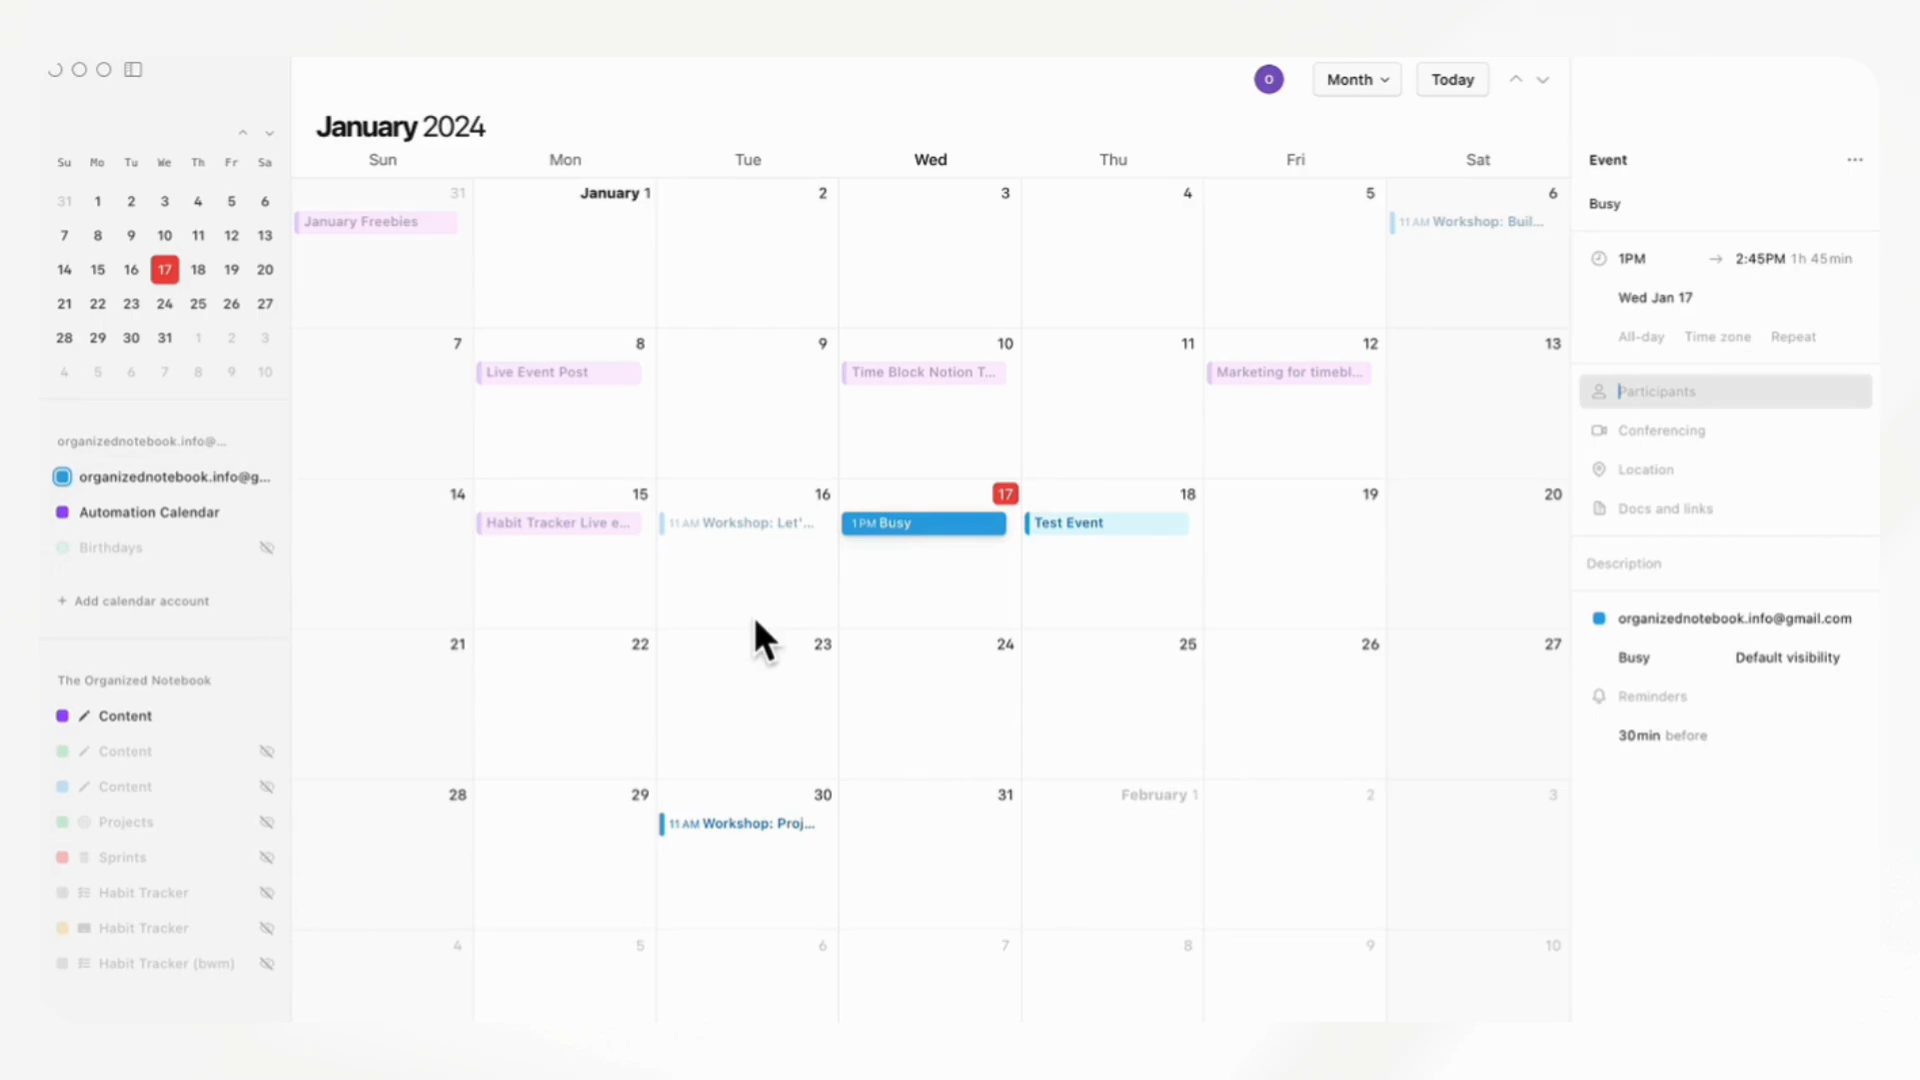 O
Month
Today
January 2024
Su Mo Tu We Th Fr Sa
31 1 2 3 4 5 6
7 8 9 10 11 12 13
14 15 16 17 18 19 20
21 22 23 24 25 26 27
28 29 30 31 1 2 3
4 5 6 7 8 9 10
organizednotebook.info@...
organizednotebook.info@g...
Automation Calendar
Birthdays
+ Add calendar account
The Organized Notebook
Content
Content
Content
Projects
Sprints
Habit Tracker
Habit Tracker
Habit Tracker (bwm)
Sun Mon Tue Wed Thu Fri Sat
31 January 1 2 3 4 5 6
January Freebies
11 AM Workshop: Buil...
7 8 9 10 11 12 13
Live Event Post
Time Block Notion T...
Marketing for timebl...
14 15 16 17 18 19 20
Habit Tracker Live e...
11 AM Workshop: Let'...
1 PM Busy
Test Event
21 22 23 24 25 26 27
28 29 30 31 February 1 2 3
11 AM Workshop: Proj...
4 5 6 7 8 9 10
Event
Busy
1PM → 2:45PM 1h 45min
Wed Jan 17
All-day Time zone Repeat
Participants
Conferencing
Location
Docs and links
Description
organizednotebook.info@gmail.com
Busy Default visibility
Reminders
30min before